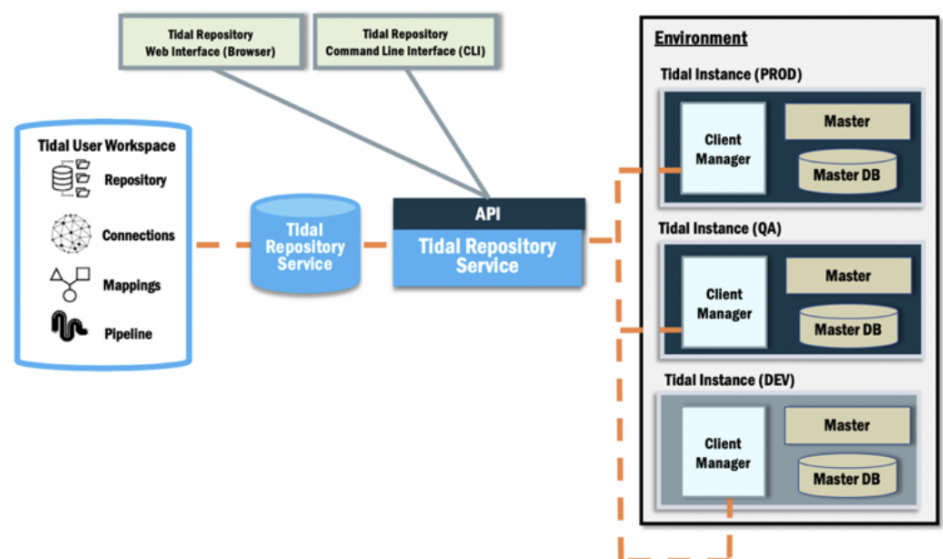 Tidal Repository
Web Interface (Browser)
Tidal Repository
Command Line Interface (CLI)
Tidal User Workspace
Repository
Connections
Mappings
Pipeline
Tidal
Repository
Service
API
Tidal Repository
Service
Environment
Tidal Instance (PROD)
Client
Manager
Master
Master DB
Tidal Instance (QA)
Client
Manager
Master
Master DB
Tidal Instance (DEV)
Client
Manager
Master
Master DB